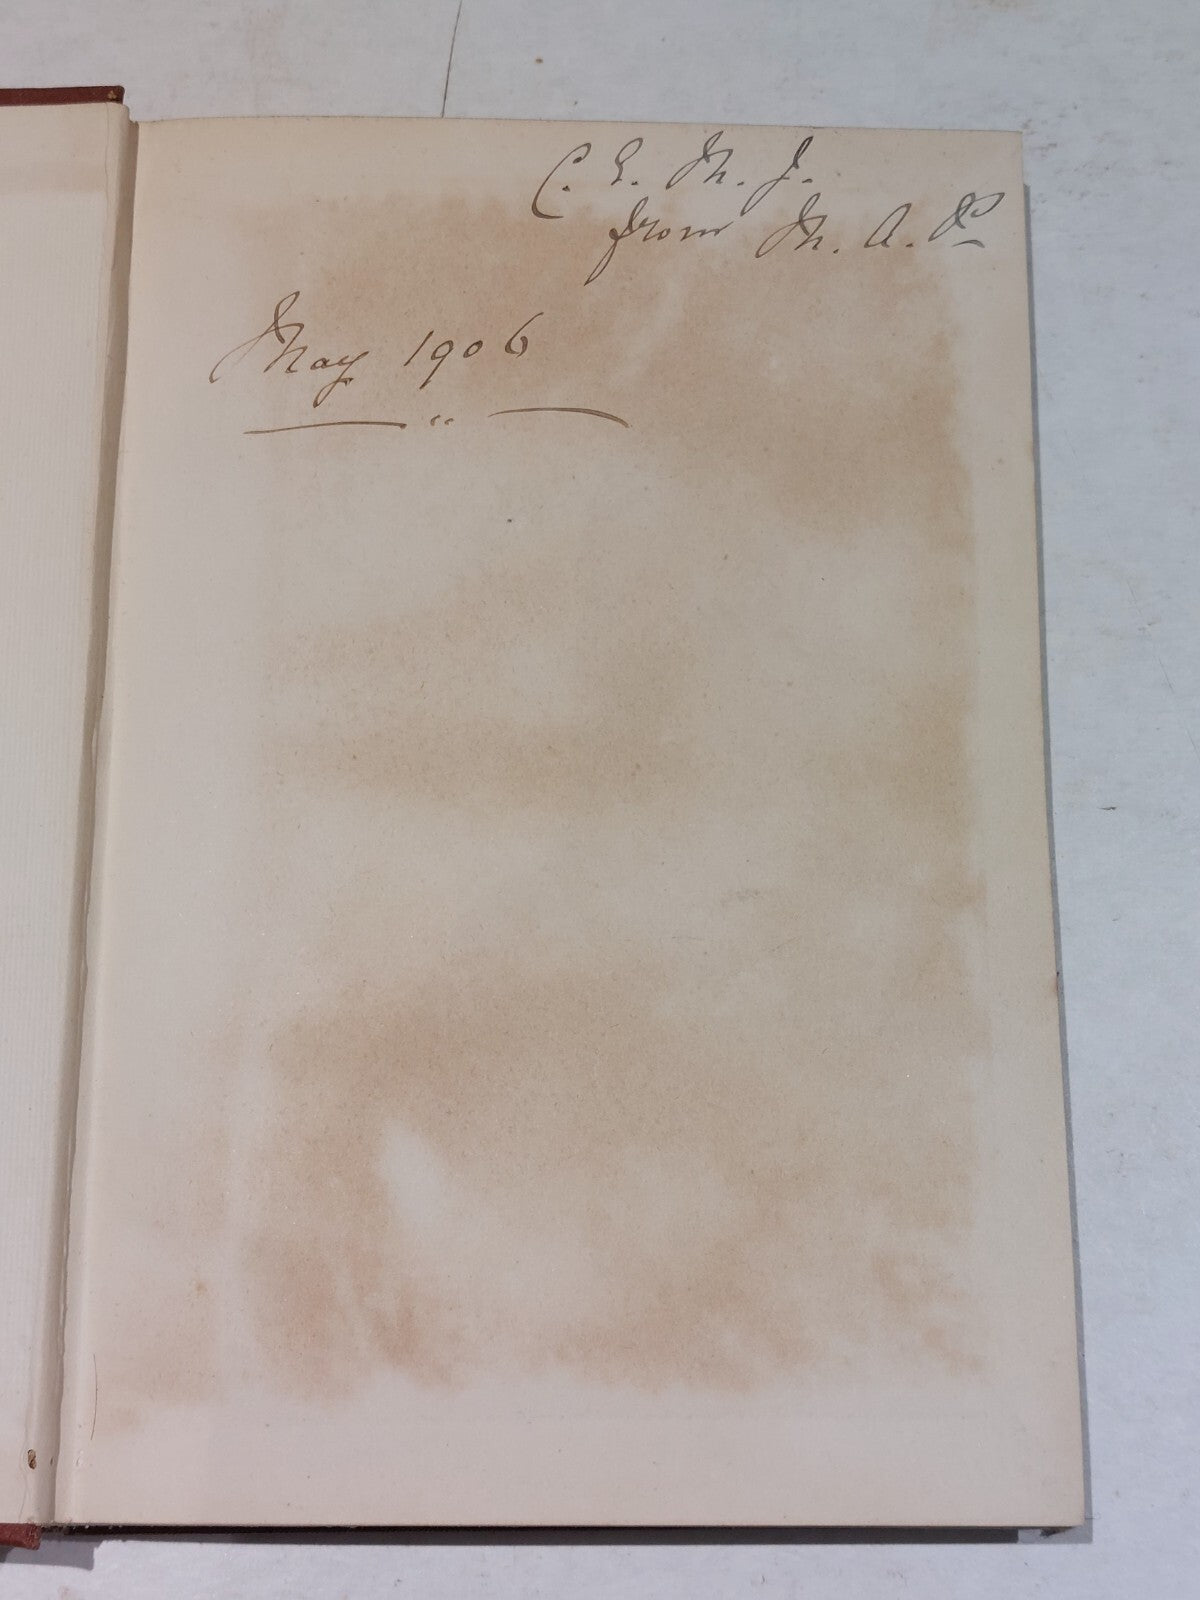 C. E. M. J.
from M. A. P
May 1906